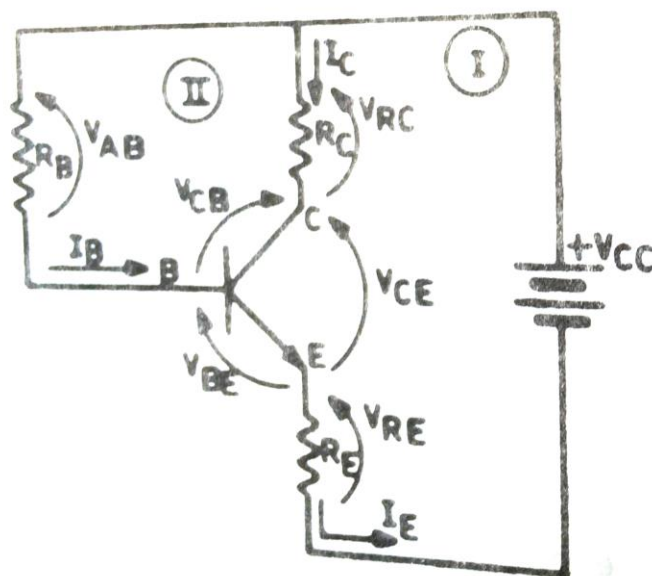 I_C
I
II
V_RC
R_C
V_AB
R_B
V_CB
I_B
B
C
+V_CC
V_CE
V_BE
E
V_RE
R_E
I_E